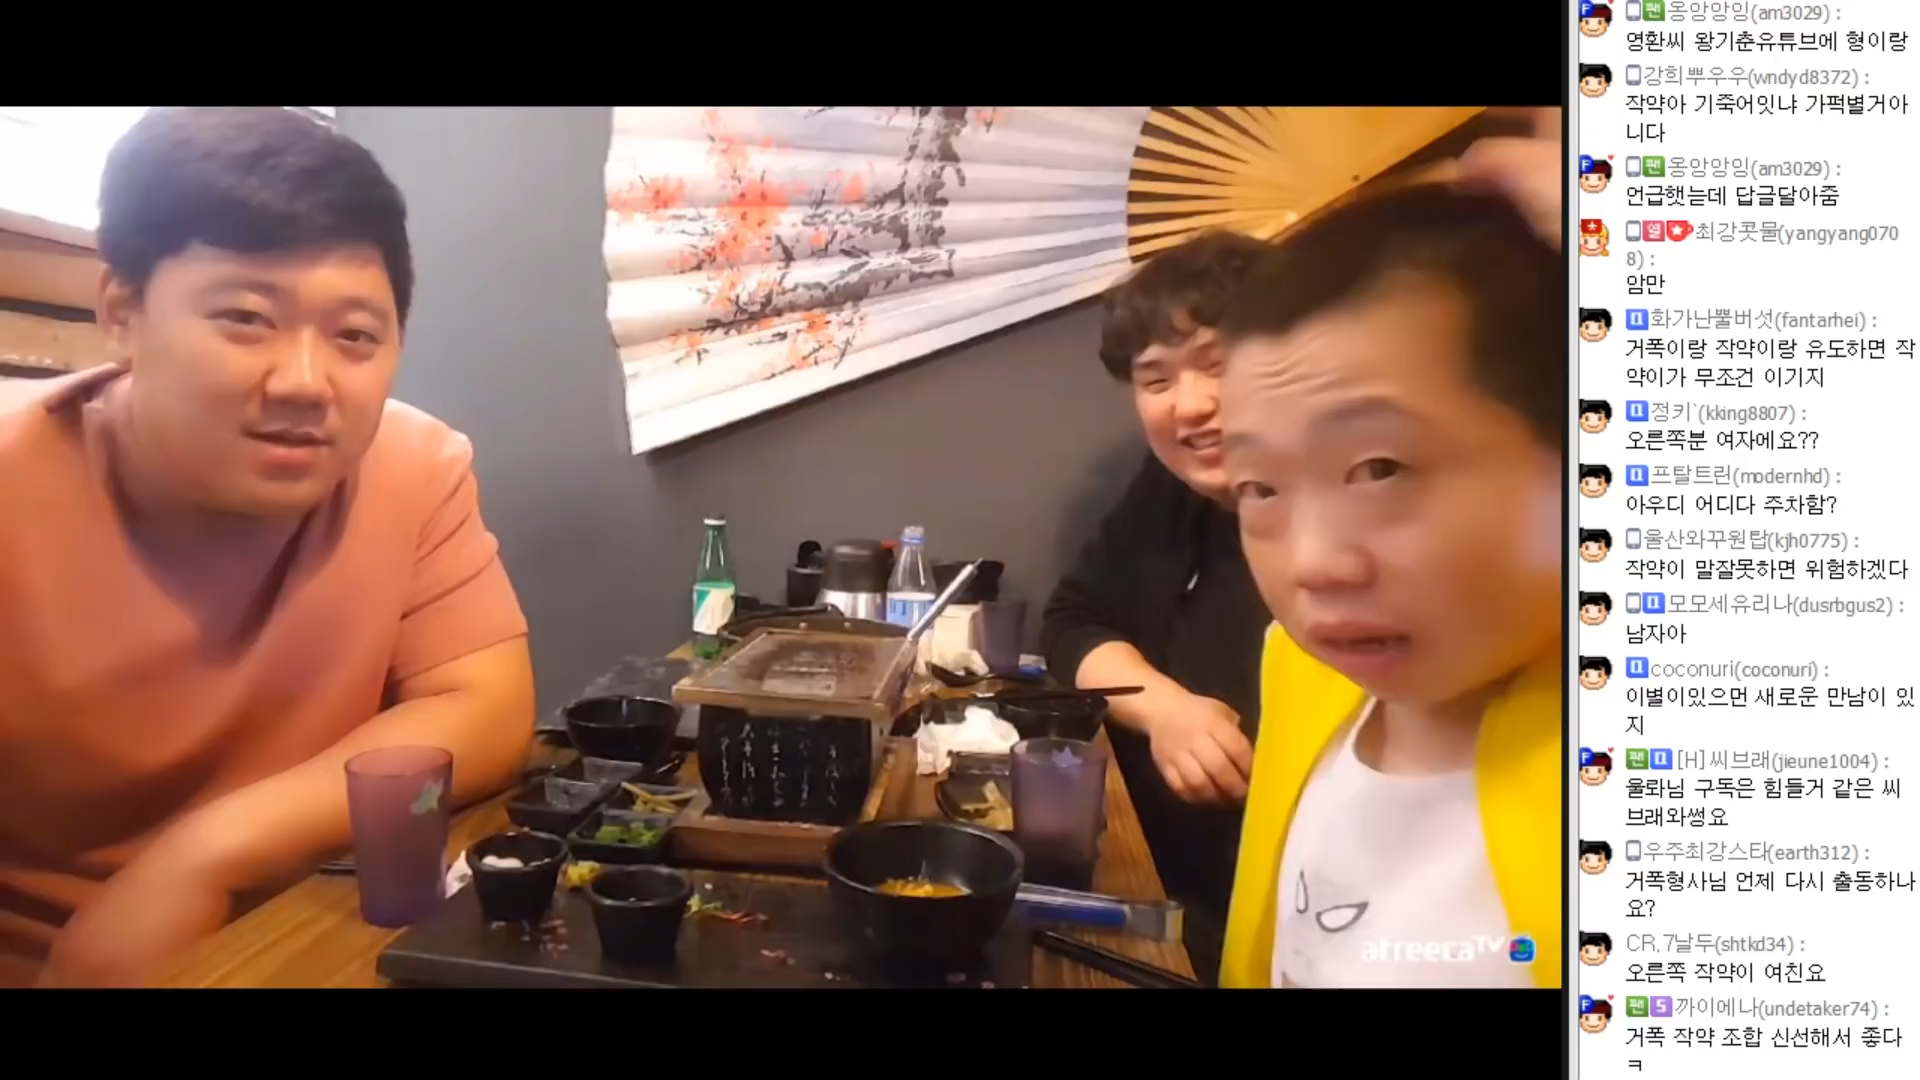 옹앙앙잉(am3029) :
영환씨 왕기춘유튜브에 형이랑
강희뿌우우(wndyd8372) :
작약아 기죽어잇냐 가퍽별거아
니다
옹앙앙잉(am3029) :
언급햇는데 답글달아줌
최강콧물(yangyang070
8) :
암만
화가난뿔버섯(fantarhei) :
거폭이랑 작약이랑 유도하면 작
약이가 무조건 이기지
정키`(kking8807) :
오른쪽분 여자에요??
프탈트린(modernhd) :
아우디 어디다 주차함?
울산와꾸원탑(kjh0775) :
작약이 말잘못하면 위험하겠다
모모세유리나(dusrbgus2) :
남자아
coconuri(coconuri) :
이별이있으먼 새로운 만남이 있
지
팬 [H]씨브래(jieune1004) :
울롸님 구독은 힘들거 같은 씨
브래와썽요
우주최강스타(earth312) :
거폭형사님 언제 다시 출동하나
요?
CR.7날두(shtkd34) :
오른쪽 작약이 여친요
팬 S 까이에나(undetaker74) :
거폭 작약 조합 신선해서 좋다
ㅋ
afreecaTV